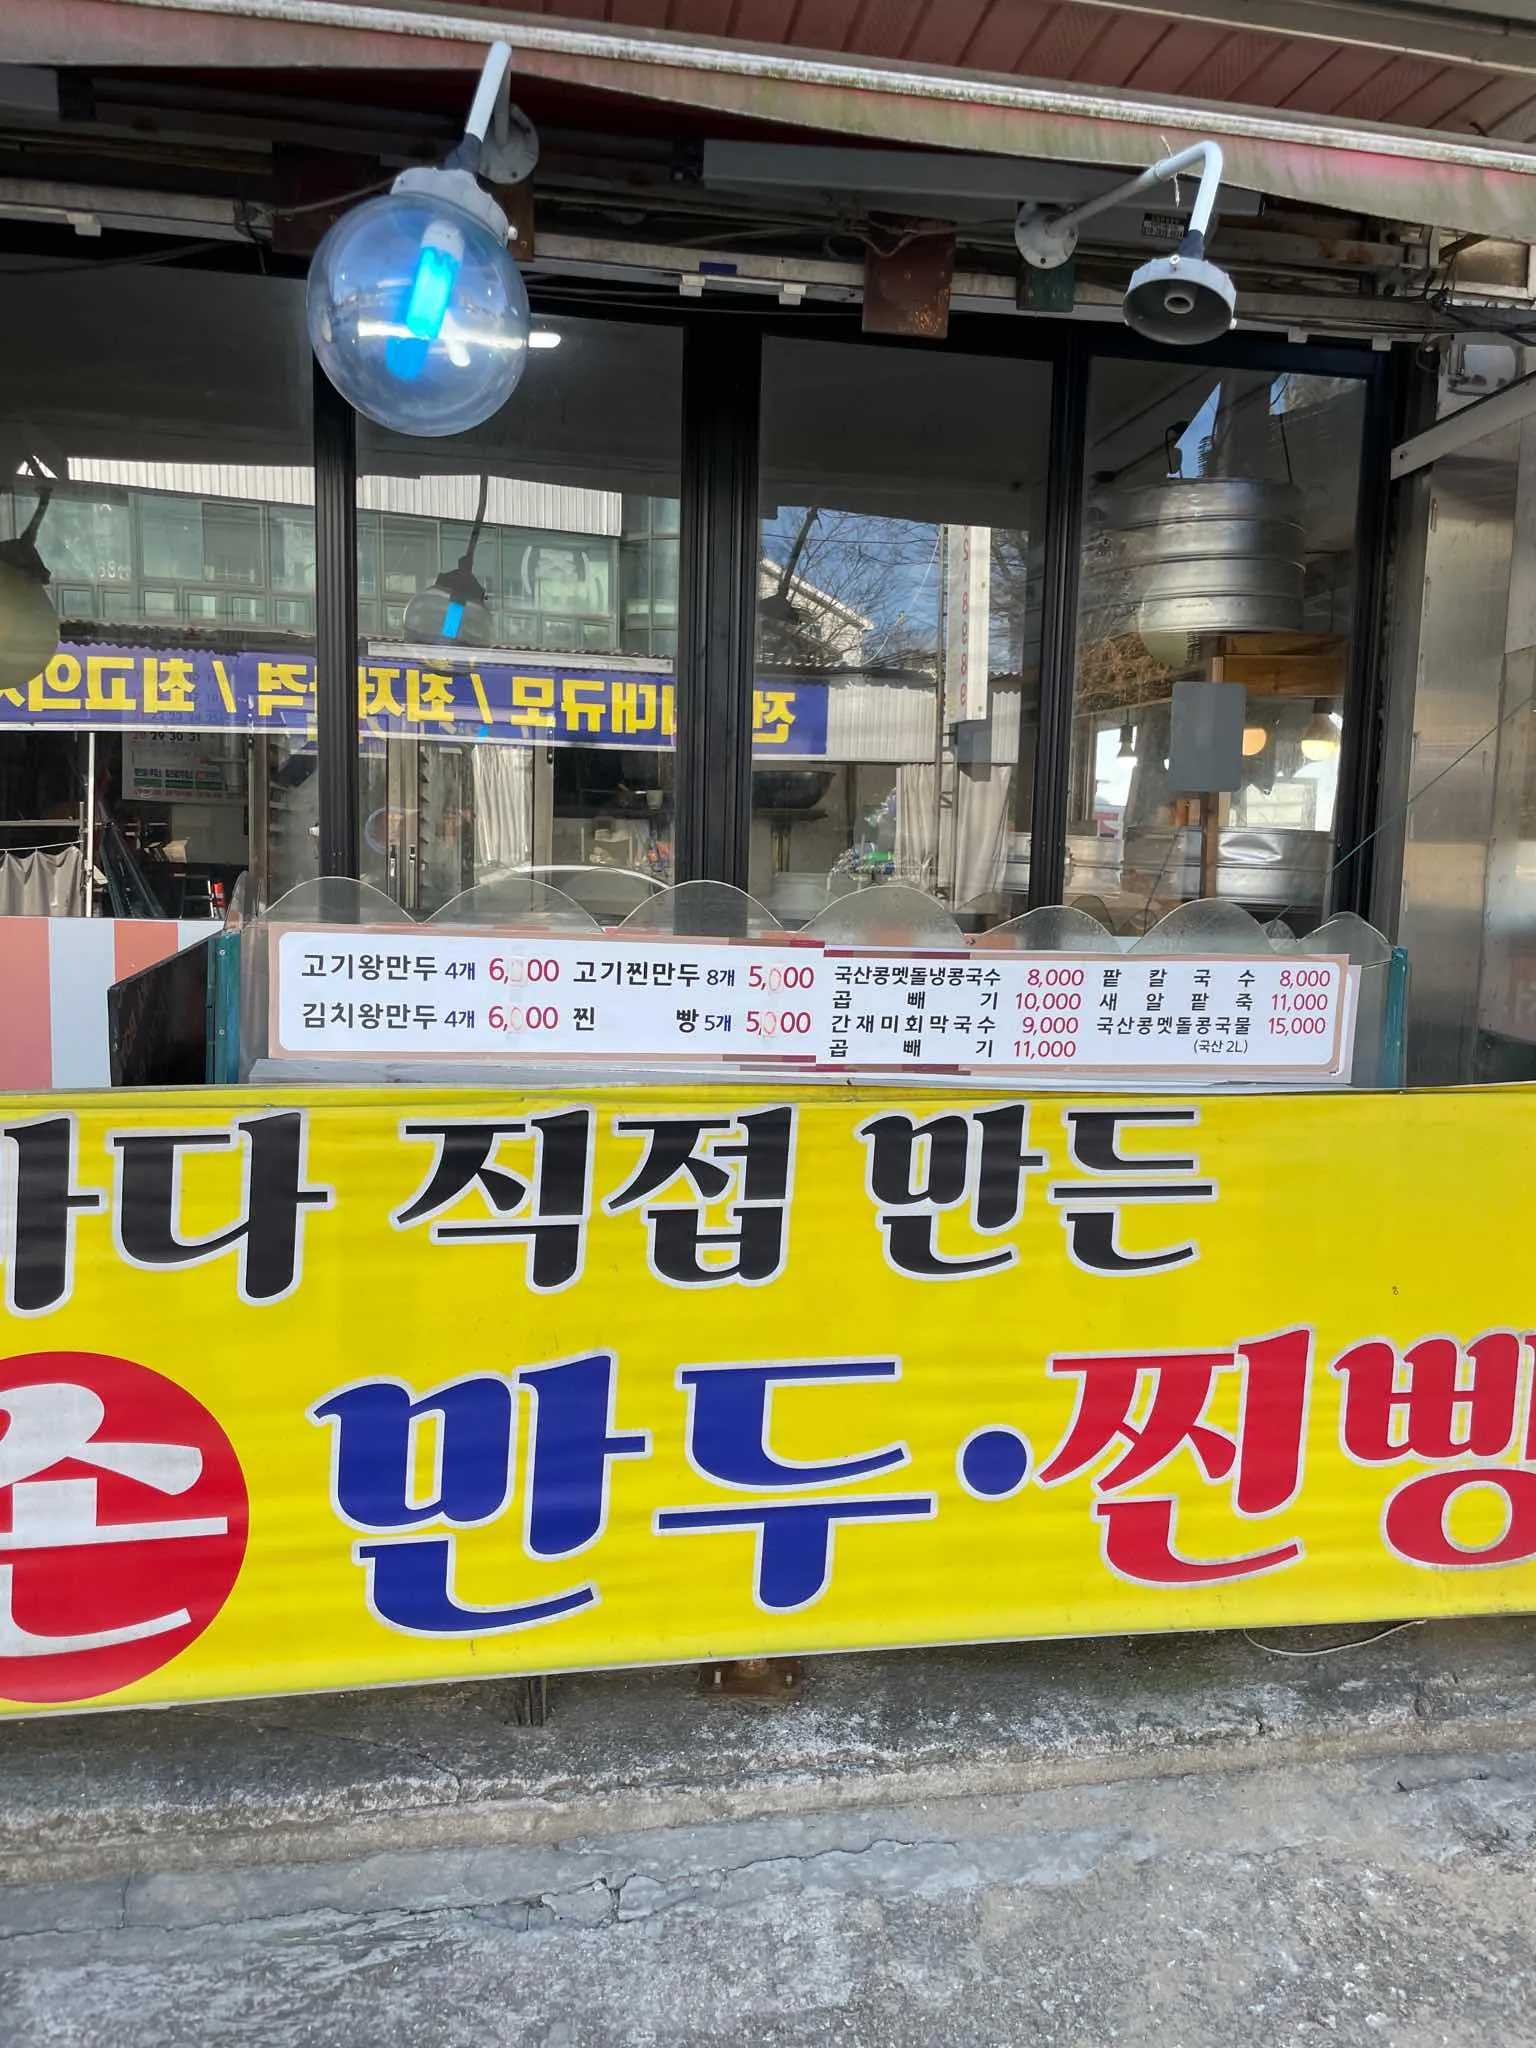 고기왕만두 4개 6,000 고기찐만두 8개 5,000
김치왕만두 4개 6,000 찐 빵 5개 5,000
국산콩멧돌냉콩국수 8,000 팥 칼 국 수 8,000
곱 빼 기 10,000 새 알 팥 죽 11,000
간재미회막국수 9,000 국산콩멧돌콩국물 15,000
곱 빼 기 11,000 (국산 2L)
직접 만든
손 만두·찐빵